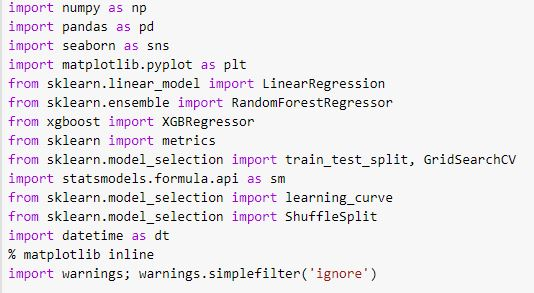 import numpy as np
import pandas as pd
import seaborn as sns
import matplotlib.pyplot as plt
from sklearn.linear_model import LinearRegression
from sklearn.ensemble import RandomForestRegressor
from xgboost import XGBRegressor
from sklearn import metrics
from sklearn.model_selection import train_test_split, GridSearchCV
import statsmodels.formula.api as sm
from sklearn.model_selection import learning_curve
from sklearn.model_selection import ShuffleSplit
import datetime as dt
% matplotlib inline
import warnings; warnings.simplefilter('ignore')